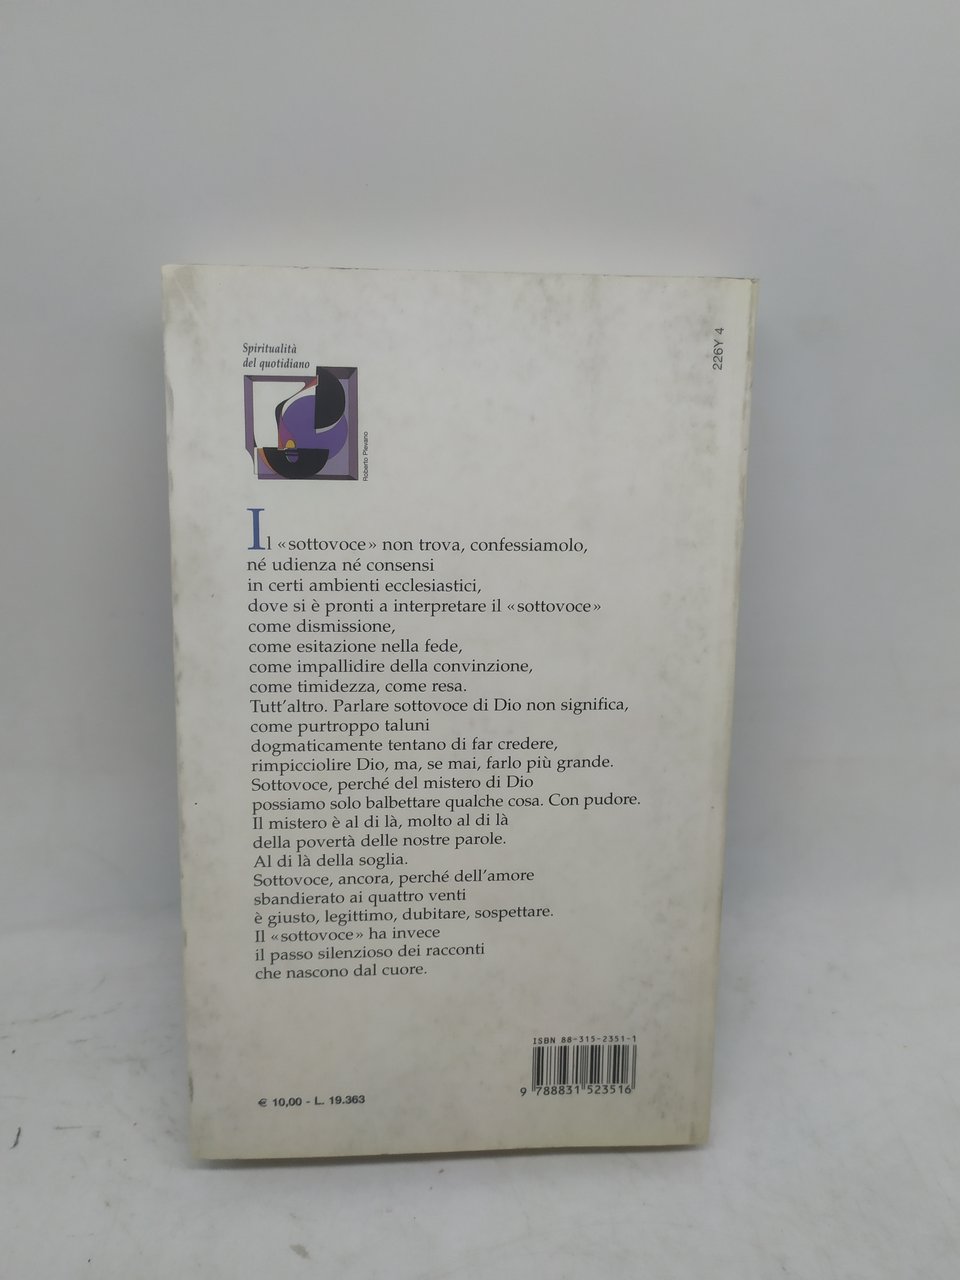 Spiritualità
del quotidiano
Roberto Plevano
226Y 4
Il «sottovoce» non trova, confessiamolo,
né udienza né consensi
in certi ambienti ecclesiastici,
dove si è pronti a interpretare il «sottovoce»
come dismissione,
come esitazione nella fede,
come impallidire della convinzione,
come timidezza, come resa.
Tutt'altro. Parlare sottovoce di Dio non significa,
come purtroppo taluni
dogmaticamente tentano di far credere,
rimpicciolire Dio, ma, se mai, farlo più grande.
Sottovoce, perché del mistero di Dio
possiamo solo balbettare qualche cosa. Con pudore.
Il mistero è al di là, molto al di là
della povertà delle nostre parole.
Al di là della soglia.
Sottovoce, ancora, perché dell'amore
sbandierato ai quattro venti
è giusto, legittimo, dubitare, sospettare.
Il «sottovoce» ha invece
il passo silenzioso dei racconti
che nascono dal cuore.
ISBN 88-315-2351-1
9 788831 523516
€ 10,00 - L. 19.363